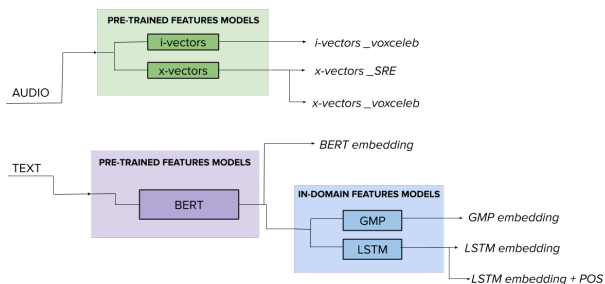 PRE-TRAINED FEATURES MODELS
i-vectors
i-vectors _voxceleb
x-vectors
x-vectors _SRE
AUDIO
x-vectors _voxceleb
BERT embedding
PRE-TRAINED FEATURES MODELS
TEXT
IN-DOMAIN FEATURES MODELS
BERT
GMP
GMP embedding
LSTM
LSTM embedding
LSTM embedding + POS